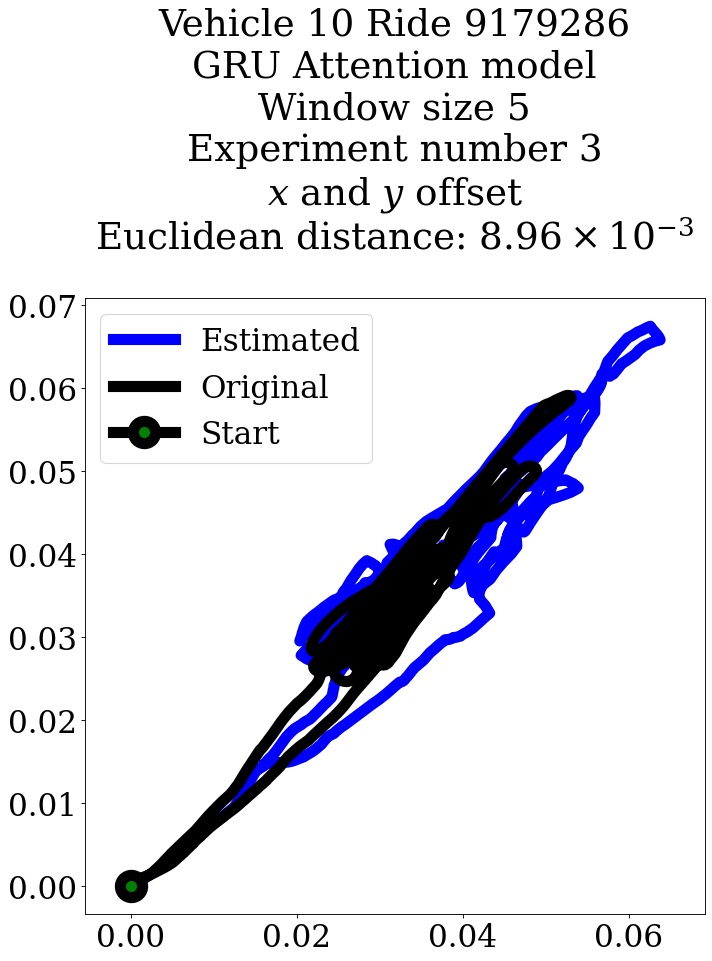 Vehicle 10 Ride 9179286
GRU Attention model
Window size 5
Experiment number 3
x and y offset
Euclidean distance: 8.96 × 10⁻³
0.07
0.06
0.05
0.04
0.03
0.02
0.01
0.00
Estimated
Original
Start
0.00 0.02 0.04 0.06